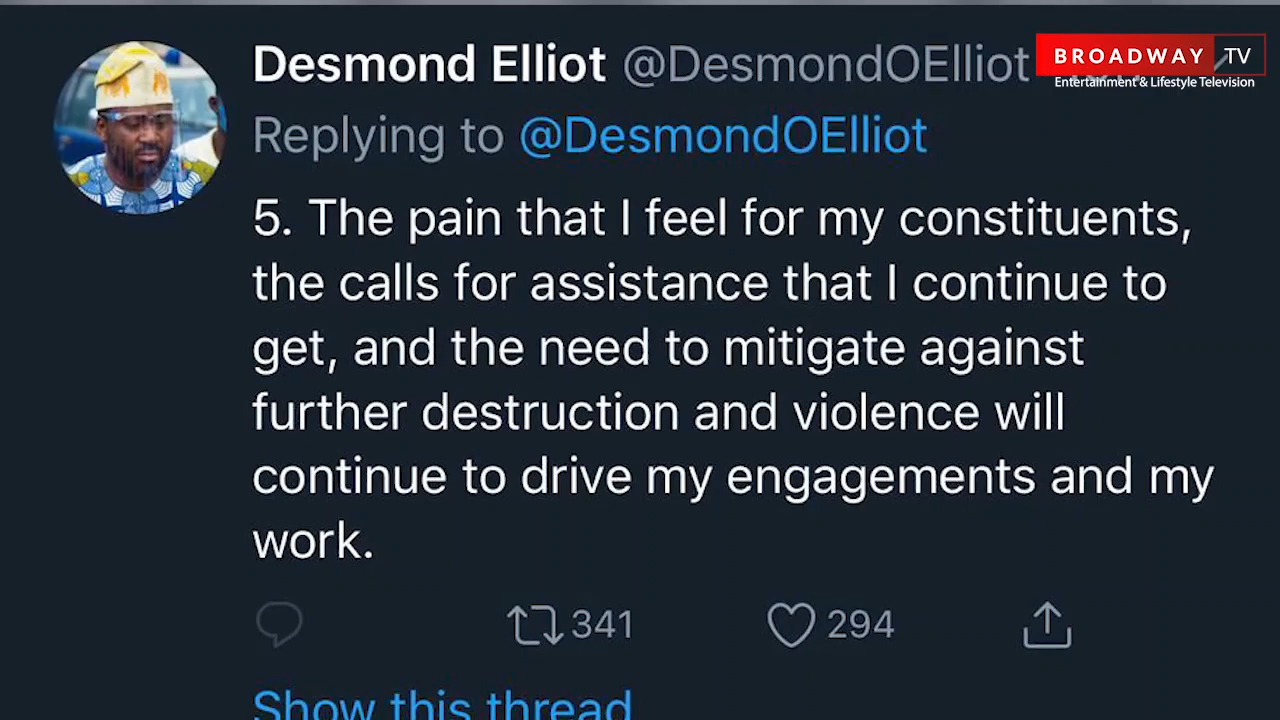 Desmond Elliot @DesmondOElliot
BROADWAY TV
Entertainment & Lifestyle Television
Replying to @DesmondOElliot
5. The pain that I feel for my constituents,
the calls for assistance that I continue to
get, and the need to mitigate against
further destruction and violence will
continue to drive my engagements and my
work.
341 294
Show this thread